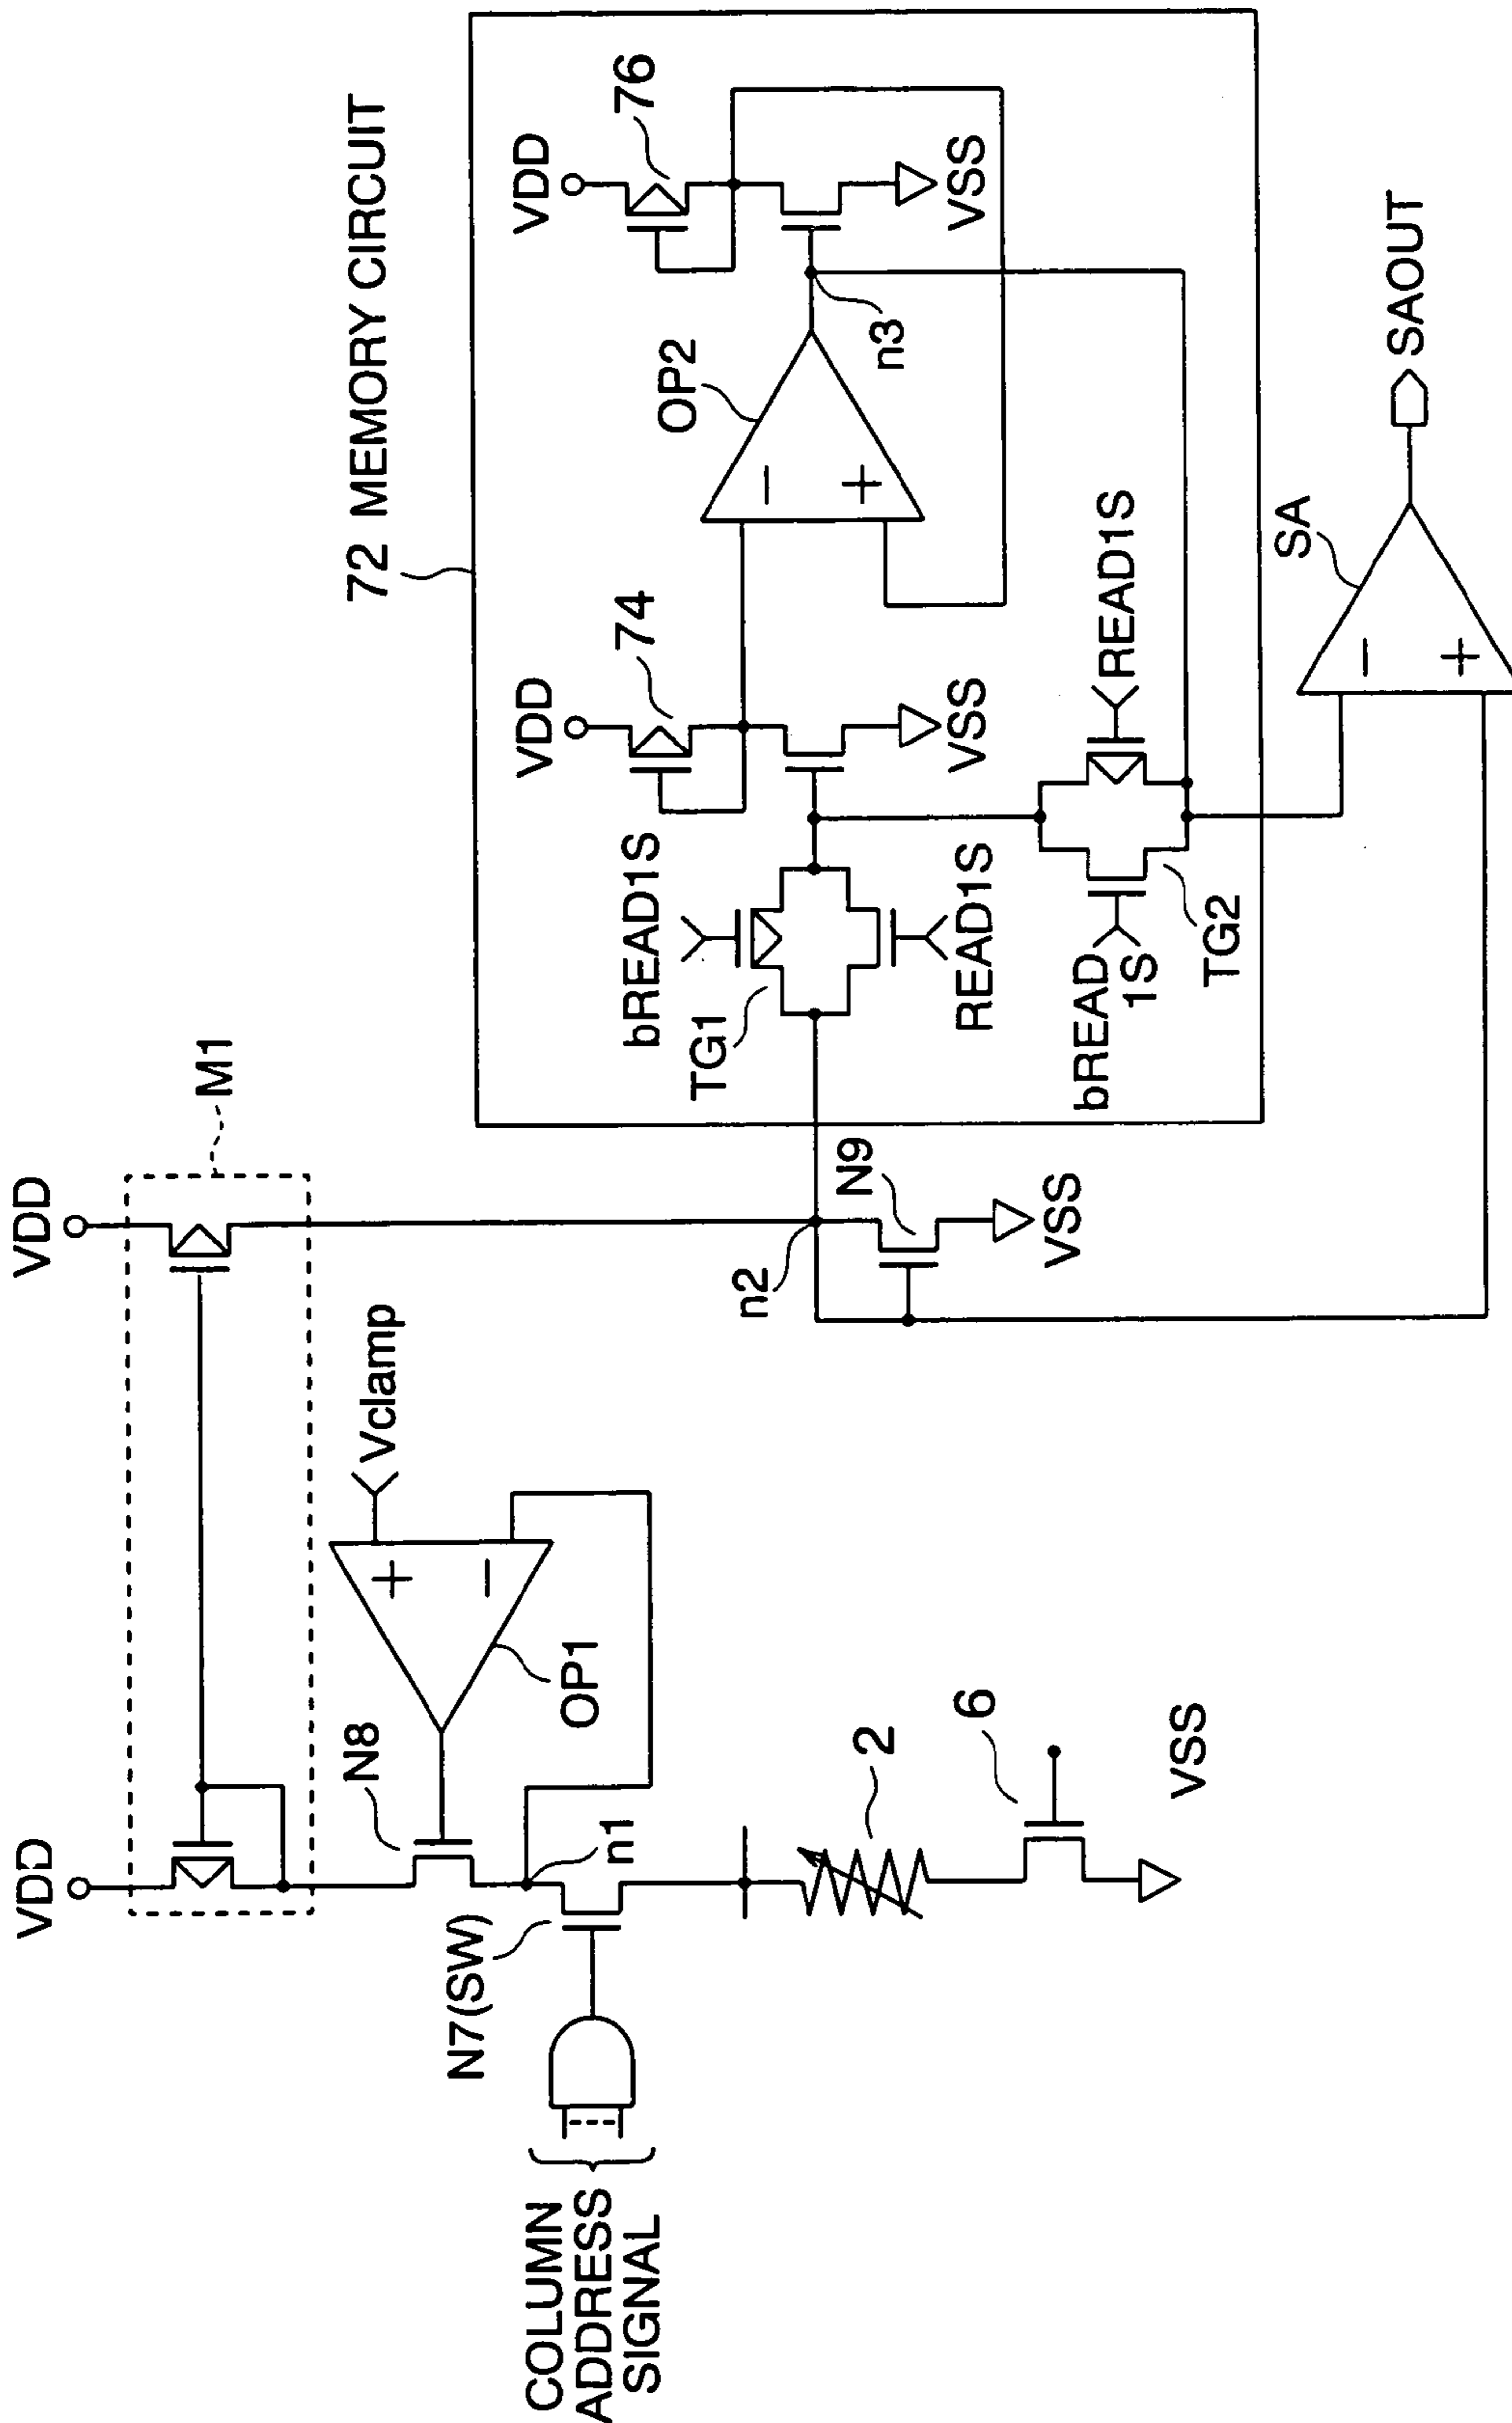 72 MEMORY CIRCUIT
VDD
76
VSS
OP2
n3
VDD
74
VSS
bREAD1S
TG1
READ1S
bREAD
1S
TG2
READ1S
SA
SAOUT
M1
VDD
n2
N9
VSS
Vclamp
OP1
VDD
N8
n1
N7(SW)
2
6
VSS
COLUMN
ADDRESS
SIGNAL
+
−
−
+
−
+